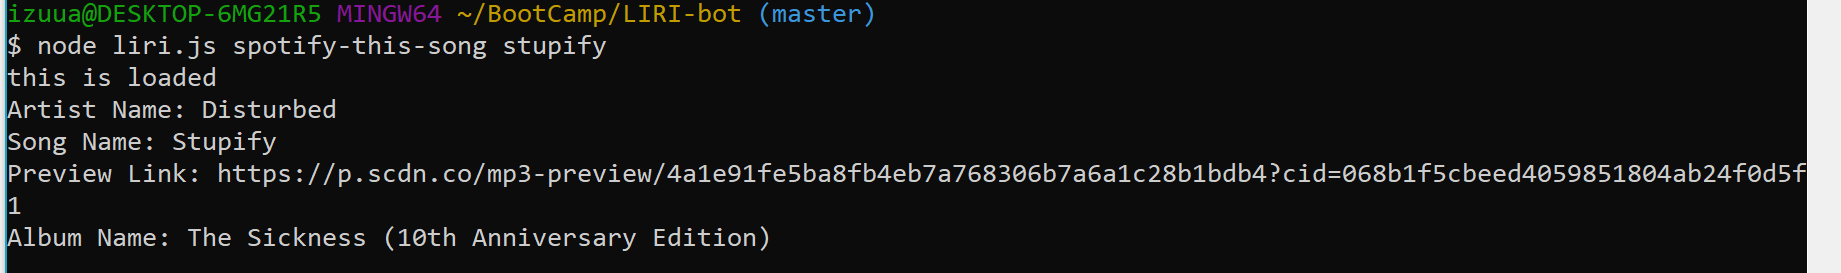 izuua@DESKTOP-6MG21R5 MINGW64 ~/BootCamp/LIRI-bot (master)
$ node liri.js spotify-this-song stupify
this is loaded
Artist Name: Disturbed
Song Name: Stupify
Preview Link: https://p.scdn.co/mp3-preview/4a1e91fe5ba8fb4eb7a768306b7a6a1c28b1bdb4?cid=068b1f5cbeed4059851804ab24f0d5f
1
Album Name: The Sickness (10th Anniversary Edition)